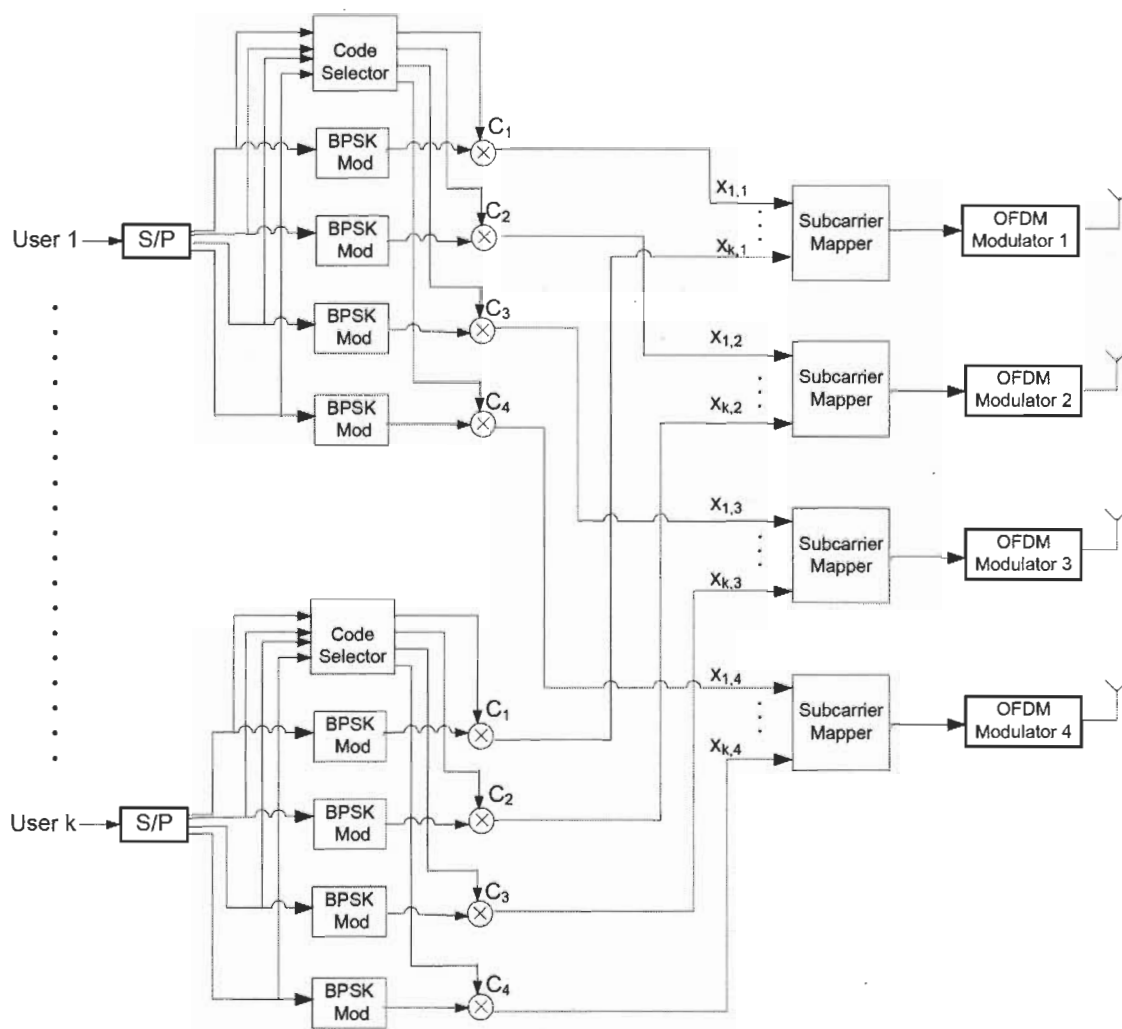 Code
Selector
C₁
BPSK
Mod
X₁,₁
Subcarrier
Mapper
OFDM
Modulator 1
User 1
S/P
BPSK
Mod
C₂
Xₖ,₁
BPSK
Mod
C₃
X₁,₂
Subcarrier
Mapper
OFDM
Modulator 2
BPSK
Mod
C₄
Xₖ,₂
X₁,₃
Subcarrier
Mapper
OFDM
Modulator 3
Xₖ,₃
Code
Selector
X₁,₄
Subcarrier
Mapper
OFDM
Modulator 4
C₁
BPSK
Mod
Xₖ,₄
User k
S/P
BPSK
Mod
C₂
BPSK
Mod
C₃
BPSK
Mod
C₄